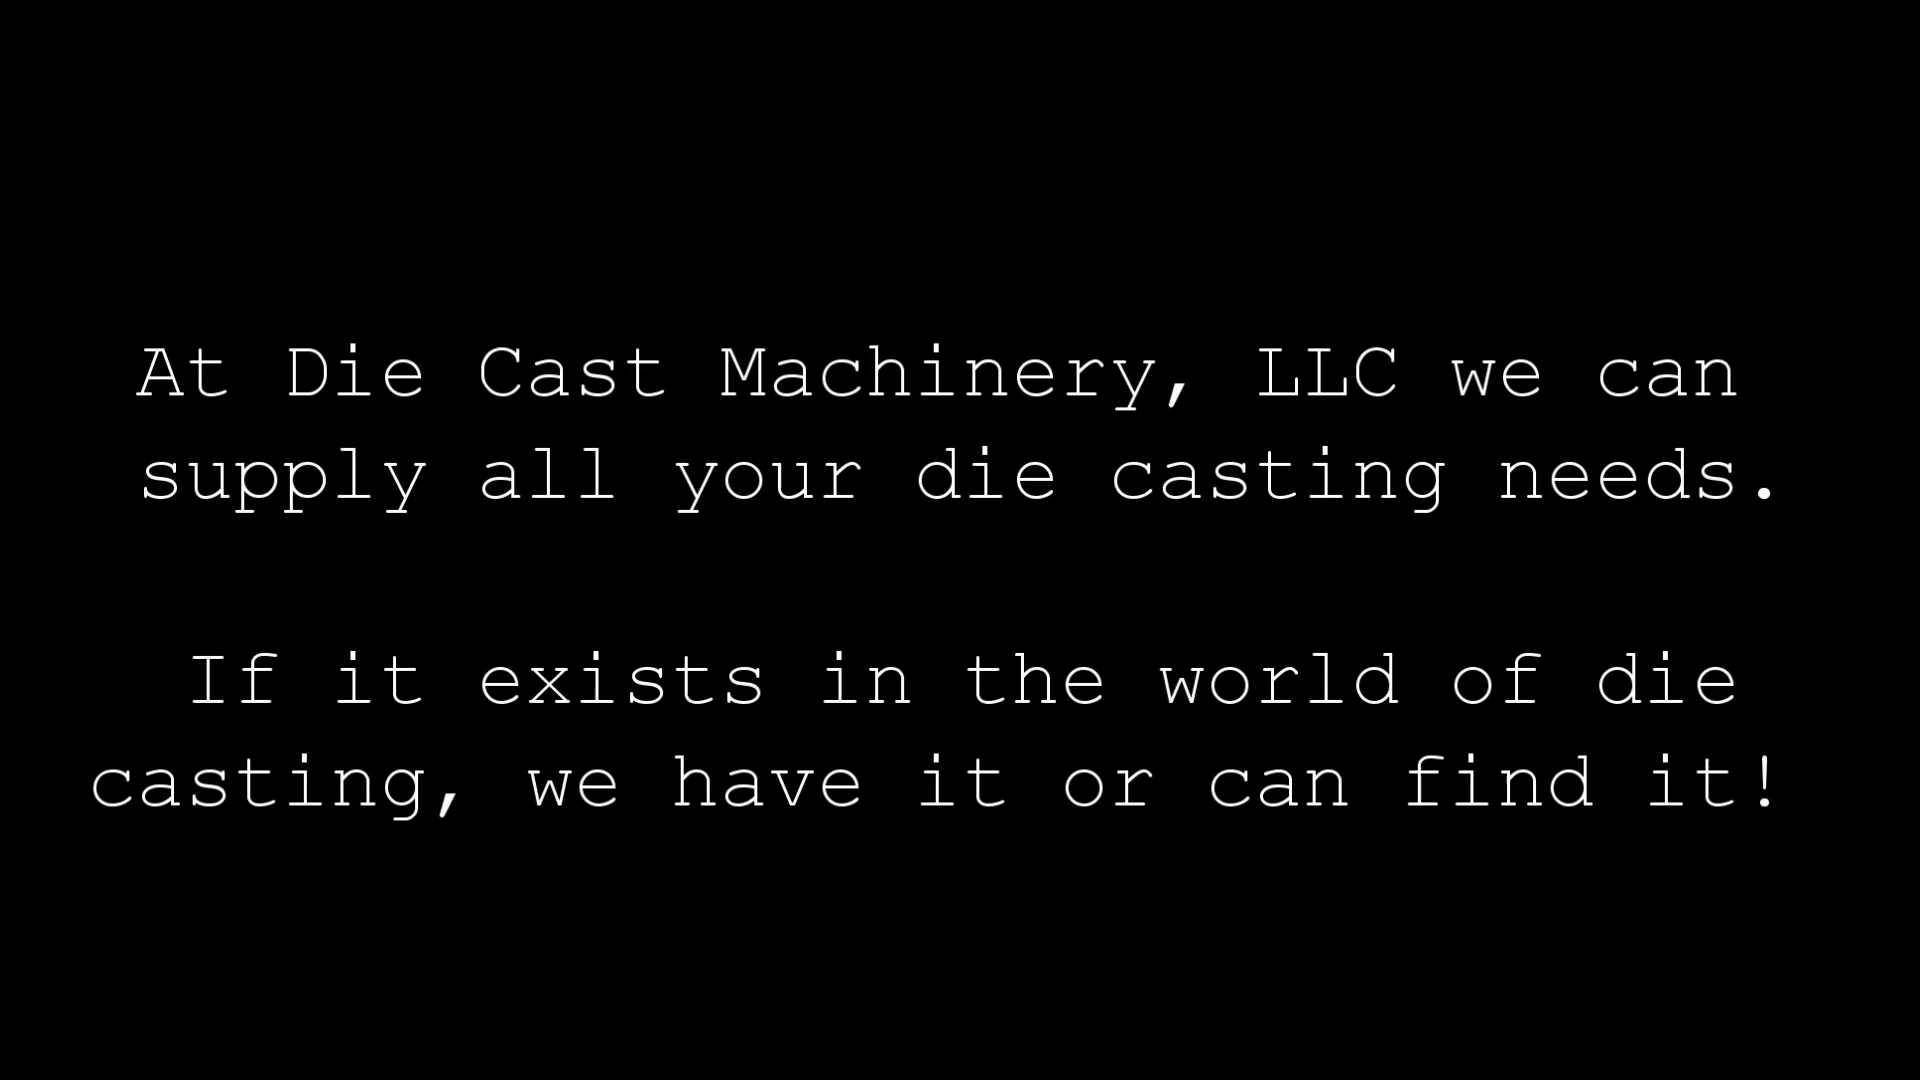 At Die Cast Machinery, LLC we can
supply all your die casting needs.
If it exists in the world of die
casting, we have it or can find it!